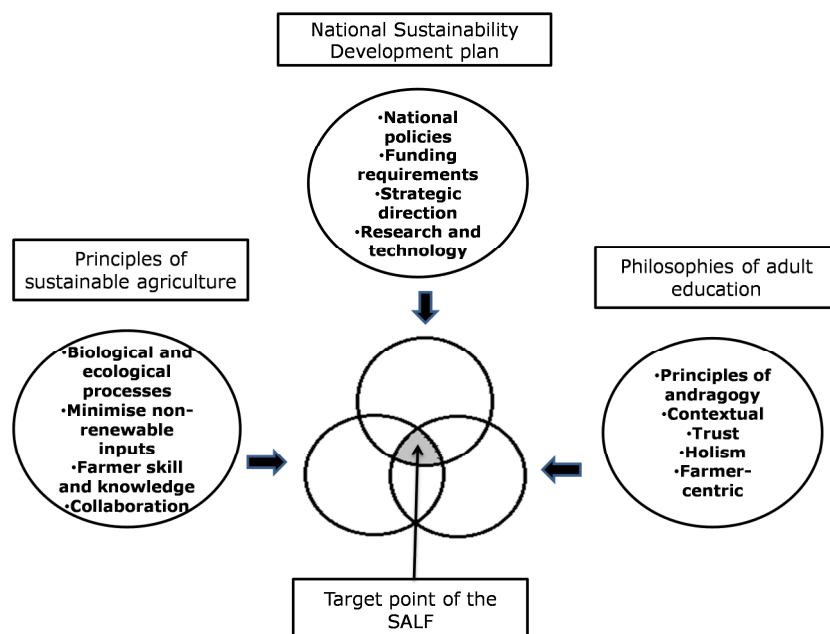 National Sustainability
Development plan
•National
policies
•Funding
requirements
•Strategic
direction
•Research and
technology
Principles of
sustainable agriculture
Philosophies of adult
education
•Biological and
ecological
processes
•Minimise non-
renewable
inputs
•Farmer skill
and knowledge
•Collaboration
•Principles of
andragogy
•Contextual
•Trust
•Holism
•Farmer-
centric
Target point of the
SALF